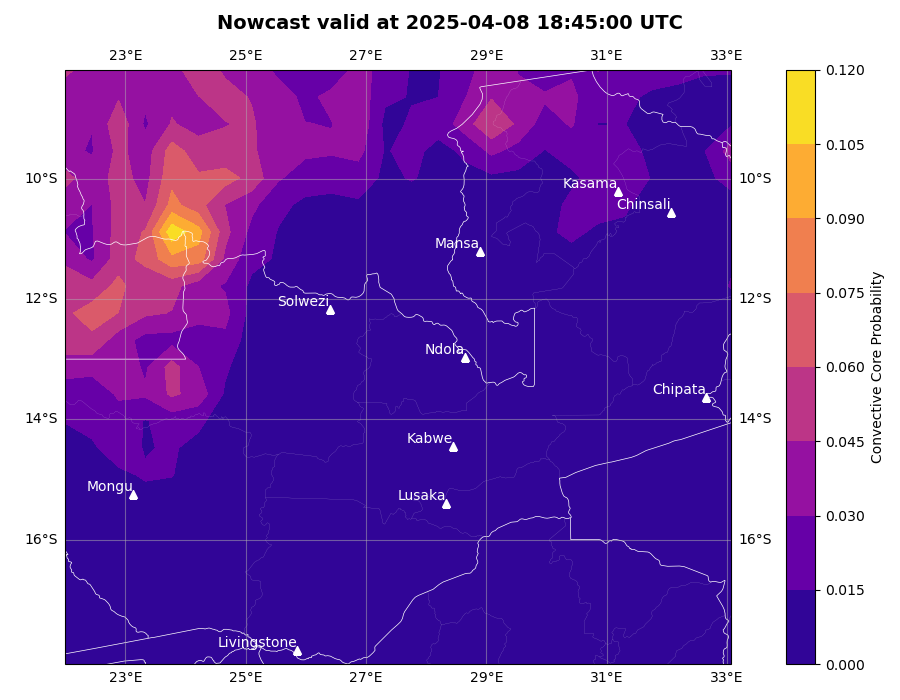 Nowcast valid at 2025-04-08 18:45:00 UTC
23°E 25°E 27°E 29°E 31°E 33°E
0.120
0.105
10°S 10°S
Kasama
Chinsali
0.090
Mansa
12°S 12°S
Solwezi
0.075
Ndola
0.060
Chipata
14°S 14°S
Kabwe
0.045
Mongu
Lusaka
0.030
16°S 16°S
0.015
Livingstone
0.000
23°E 25°E 27°E 29°E 31°E 33°E
Convective Core Probability